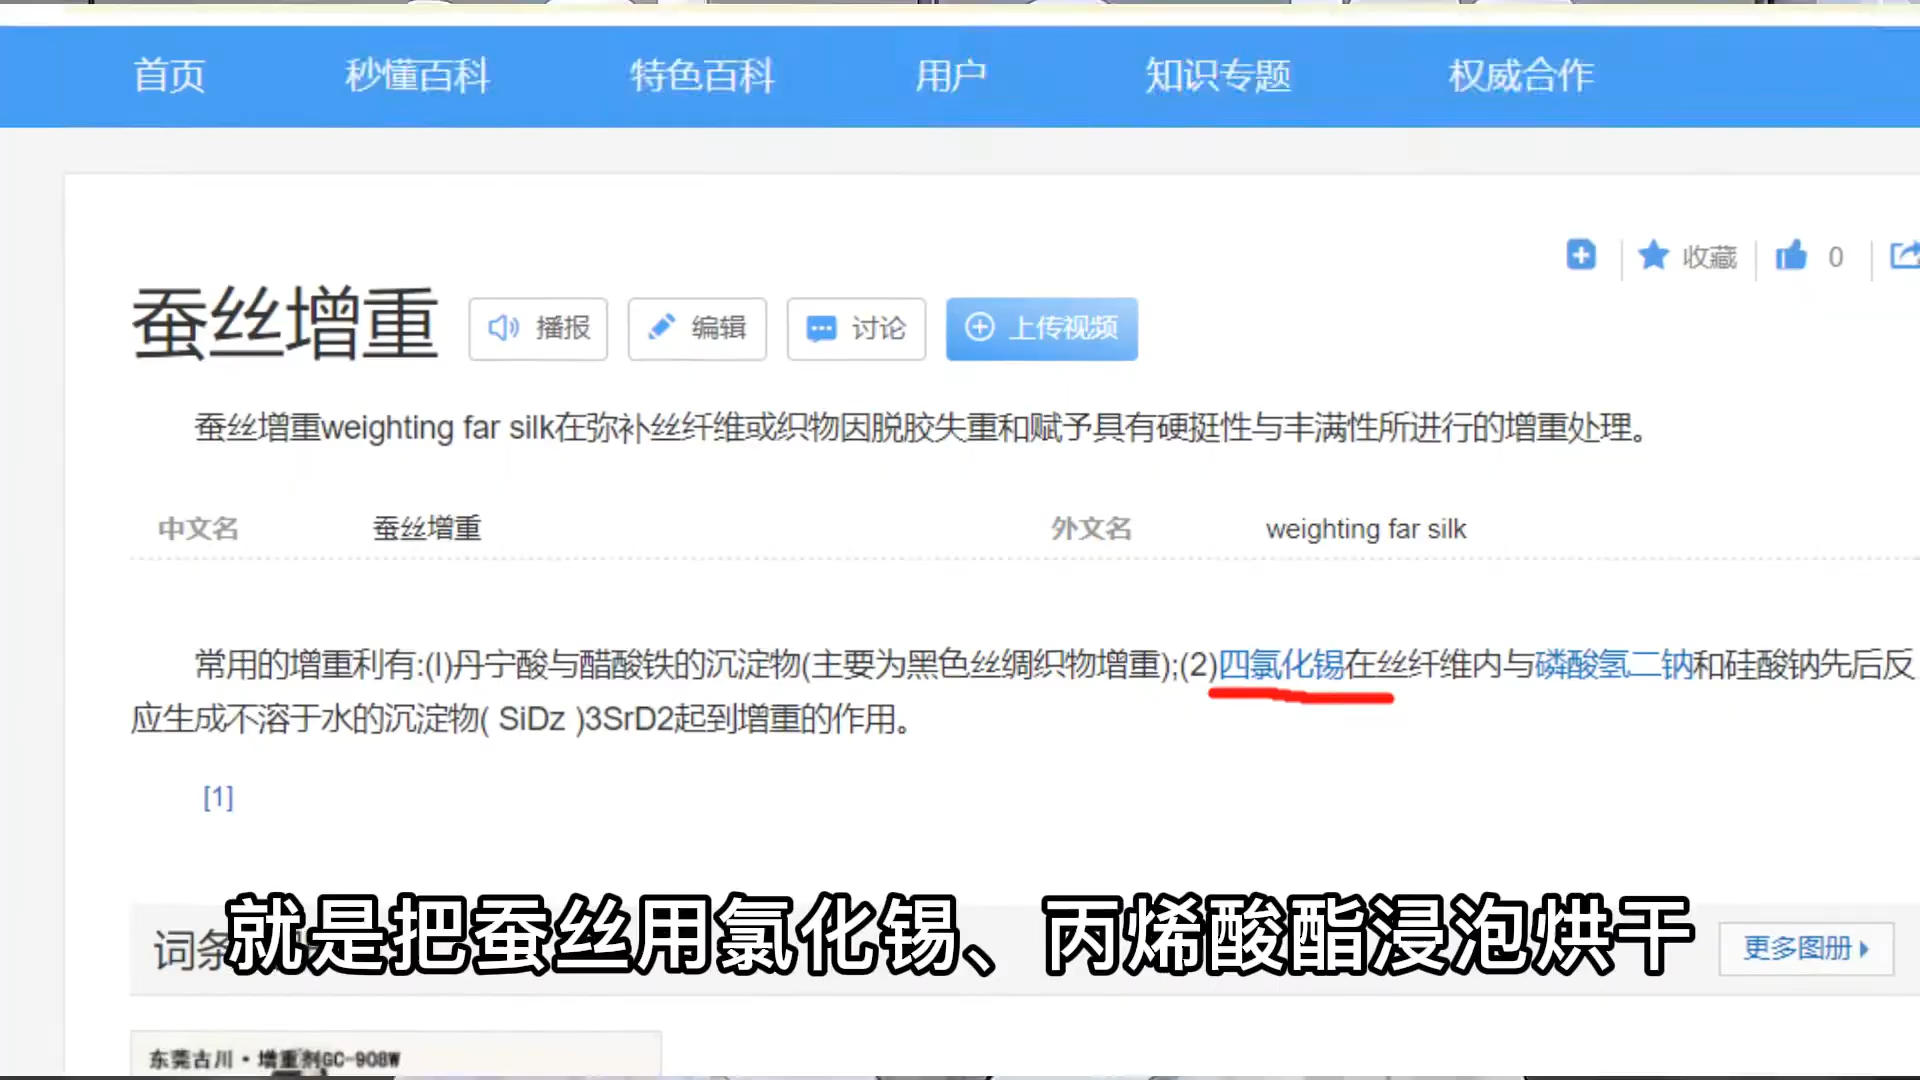 首页 秒懂百科 特色百科 用户 知识专题 权威合作
收藏 0
蚕丝增重 播报 编辑 讨论 上传视频
蚕丝增重weighting far silk在弥补丝纤维或织物因脱胶失重和赋予具有硬挺性与丰满性所进行的增重处理。
中文名 蚕丝增重 外文名 weighting far silk
常用的增重利有:(l)丹宁酸与醋酸铁的沉淀物(主要为黑色丝绸织物增重);(2)四氯化锡在丝纤维内与磷酸氢二钠和硅酸钠先后反
应生成不溶于水的沉淀物( SiDz )3SrD2起到增重的作用。
[1]
词条
就是把蚕丝用氯化锡、丙烯酸酯浸泡烘干
更多图册
东莞古川·增重剂GC-908W